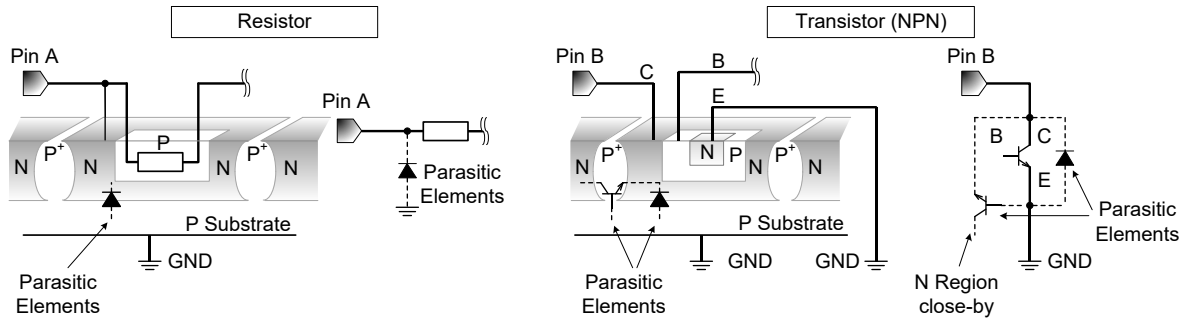 Resistor
Transistor (NPN)
Pin A
Pin B
C
B
E
Pin B
Pin A
N
P+
N
P
P+
N
Parasitic
Elements
P Substrate
GND
Parasitic
Elements
N
P+
N
N
P
P+
N
P Substrate
GND
GND
Parasitic
Elements
B
C
E
Parasitic
Elements
GND
N Region
close-by